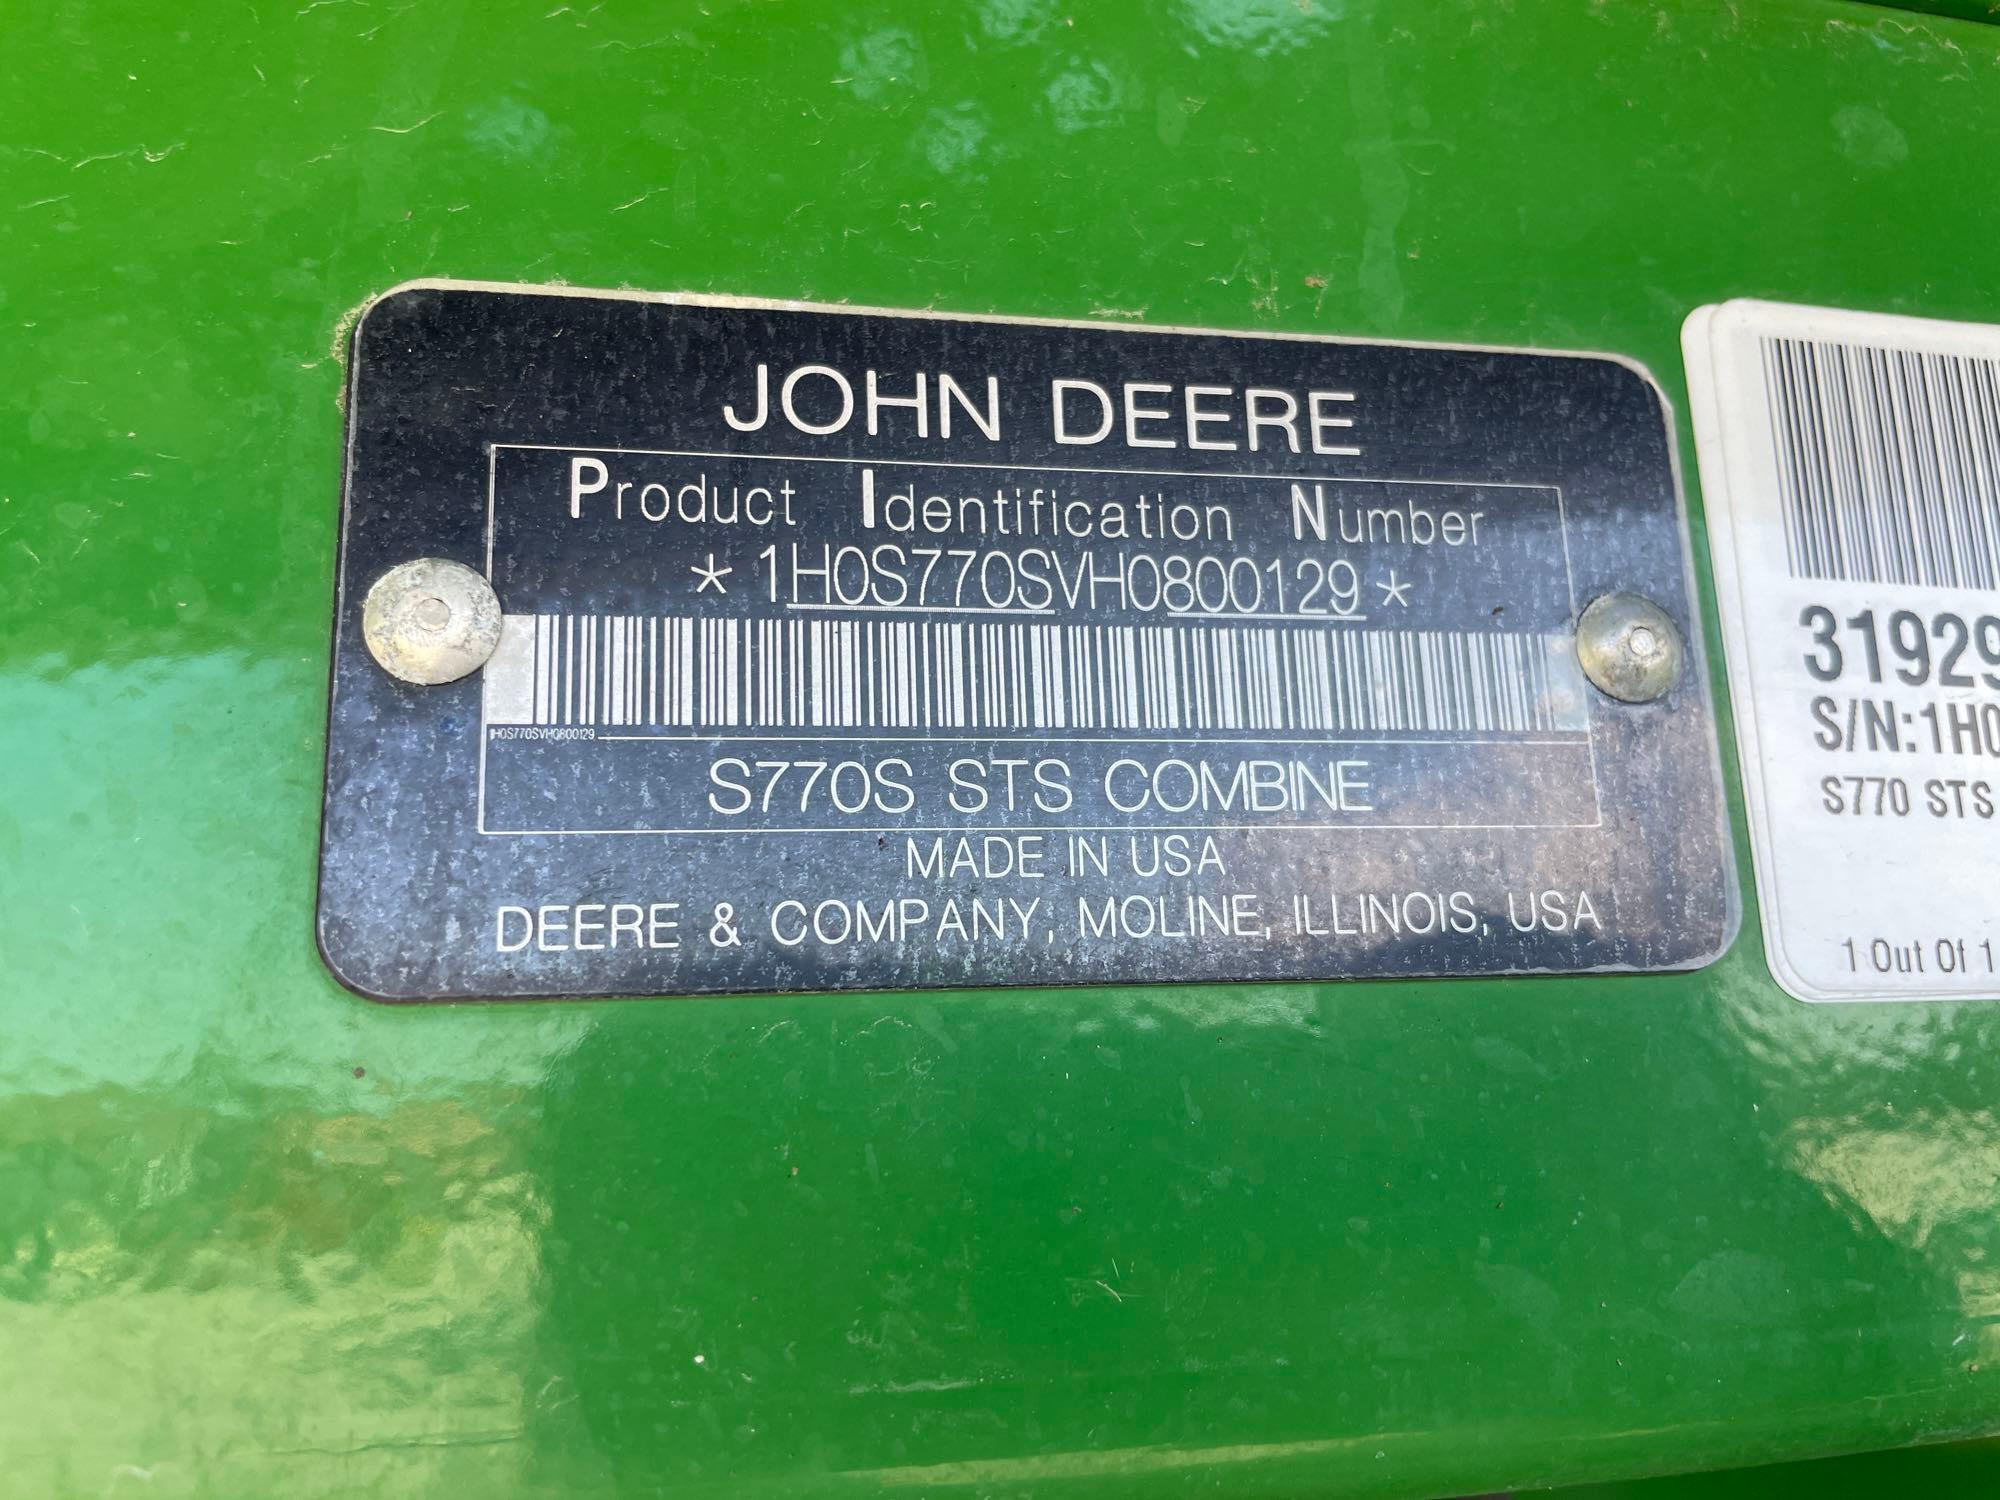 JOHN DEERE
Product Identification Number
*1H0S770SVH0800129*
1H0S770SVH0800129
S770S STS COMBINE
MADE IN USA
DEERE & COMPANY, MOLINE, ILLINOIS, USA
31929
S/N:1H0
S770 STS
1 Out Of 1